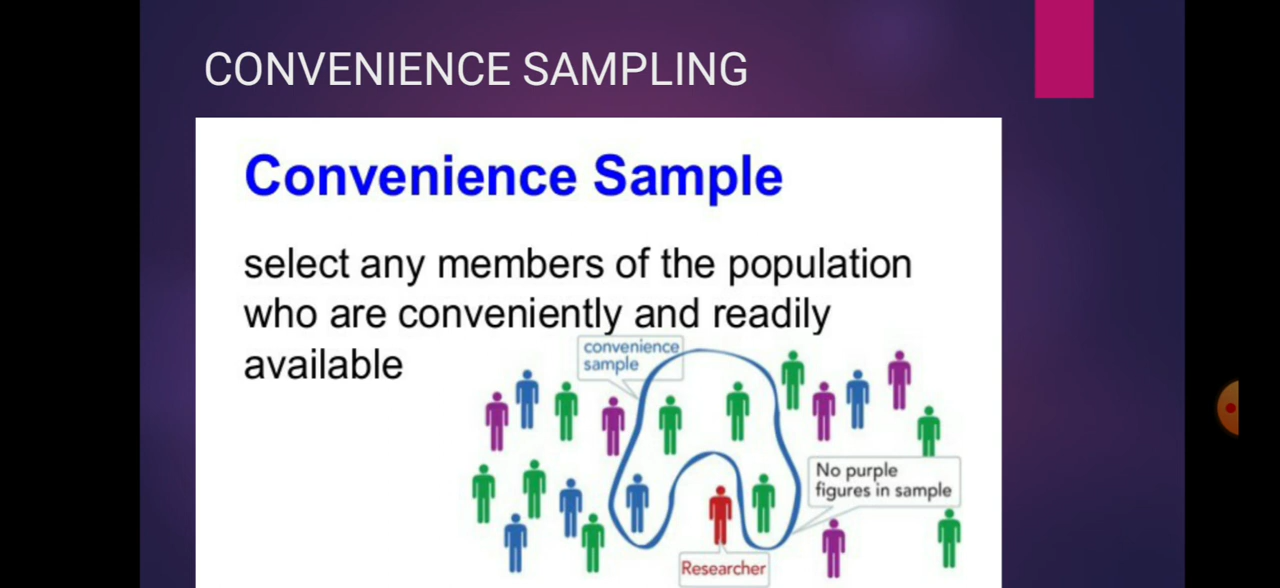 CONVENIENCE SAMPLING
Convenience Sample
select any members of the population
who are conveniently and readily
available
convenience
sample
No purple
figures in sample
Researcher